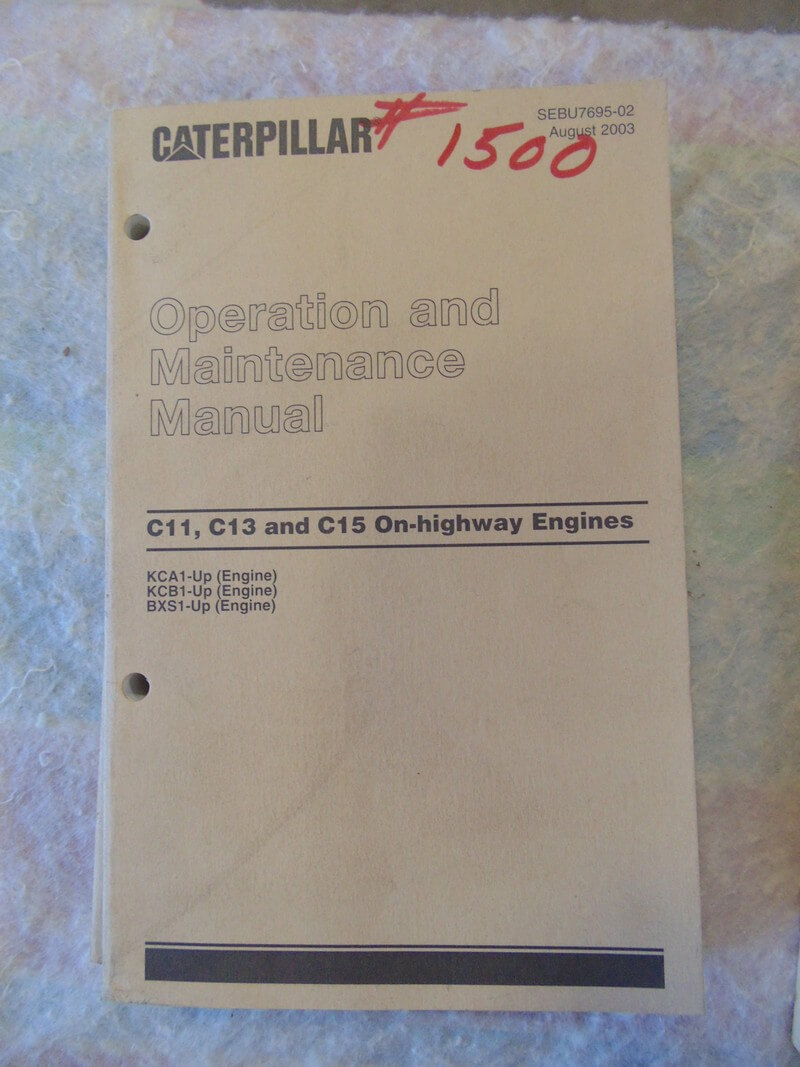 CATERPILLAR®
# 1500
SEBU7695-02
August 2003
Operation and
Maintenance
Manual
C11, C13 and C15 On-highway Engines
KCA1-Up (Engine)
KCB1-Up (Engine)
BXS1-Up (Engine)